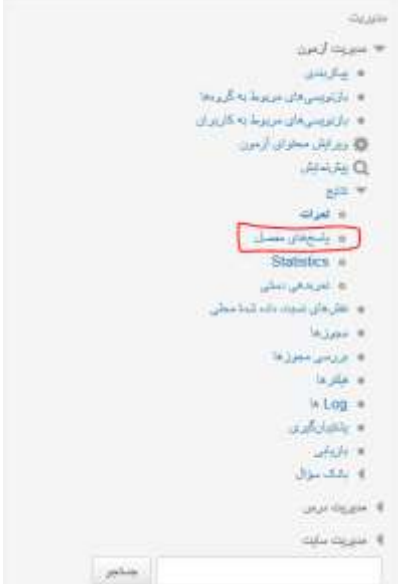 مدیریت
مدیریت آزمون
پیکربندی
بازنویسی‌های مربوط به گروه‌ها
بازنویسی‌های مربوط به کاربران
ویرایش محتوای آزمون
پیش‌نمایش
نتایج
نمرات
پاسخ‌های مفصل
Statistics
نمره‌دهی دستی
نقش‌های نسبت داده شدهٔ محلی
مجوزها
بررسی مجوزها
فیلترها
Log ها
پشتیبان‌گیری
بازیابی
بانک سؤال
مدیریت درس
مدیریت سایت
جستجو